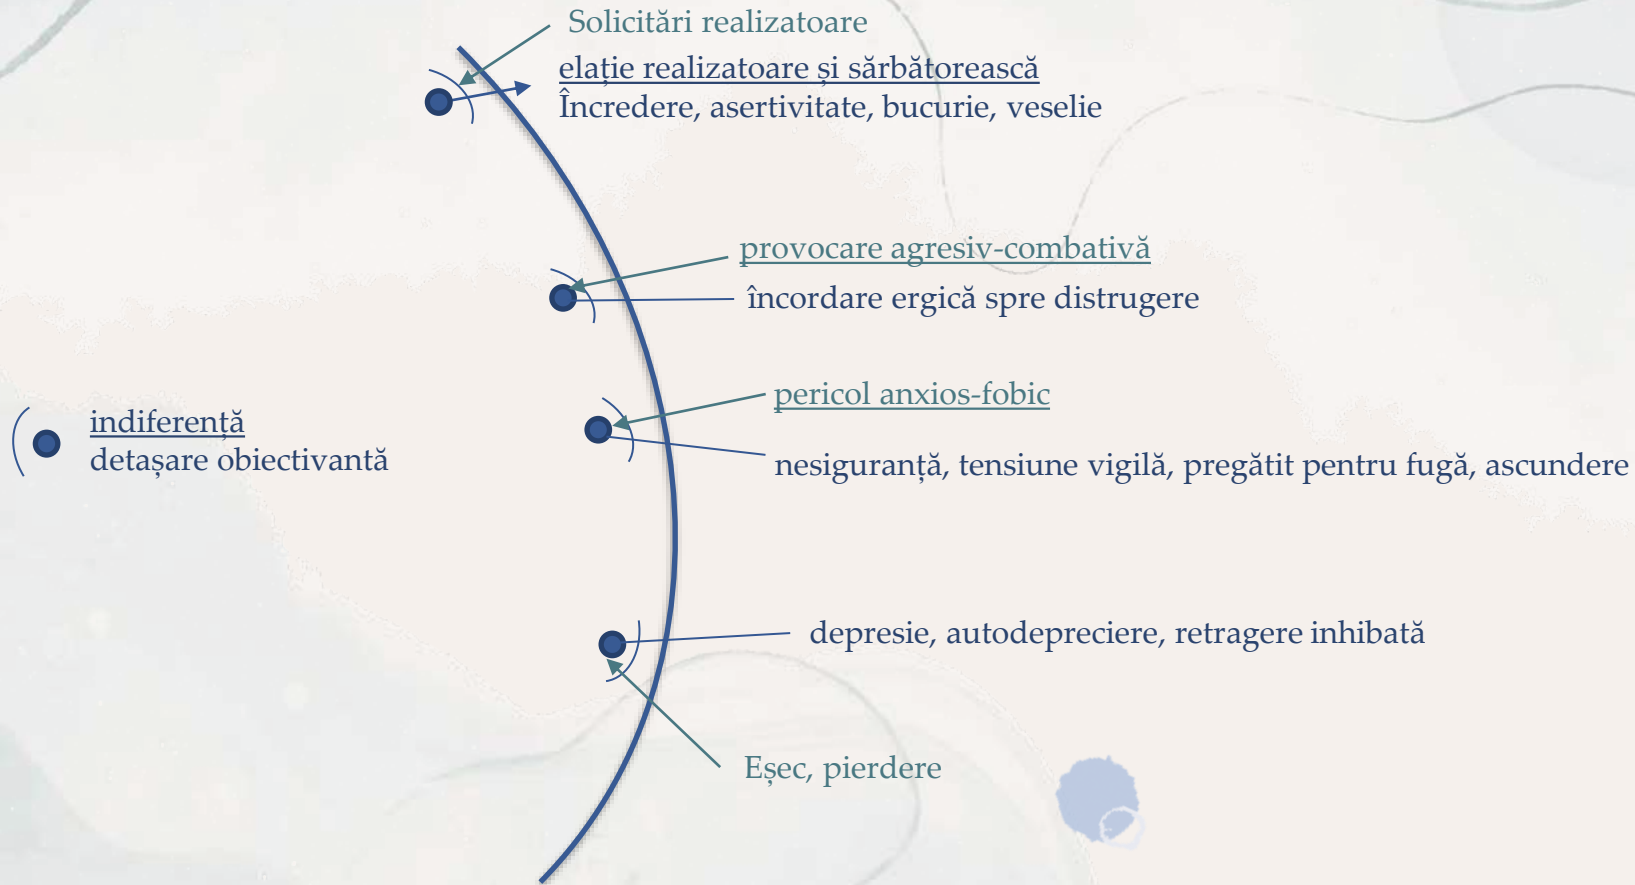 Solicitări realizatoare
elație realizatoare și sărbătorească
Încredere, asertivitate, bucurie, veselie
provocare agresiv-combativă
încordare ergică spre distrugere
pericol anxios-fobic
nesiguranță, tensiune vigilă, pregătit pentru fugă, ascundere
indiferență
detașare obiectivantă
depresie, autodepreciere, retragere inhibată
Eșec, pierdere